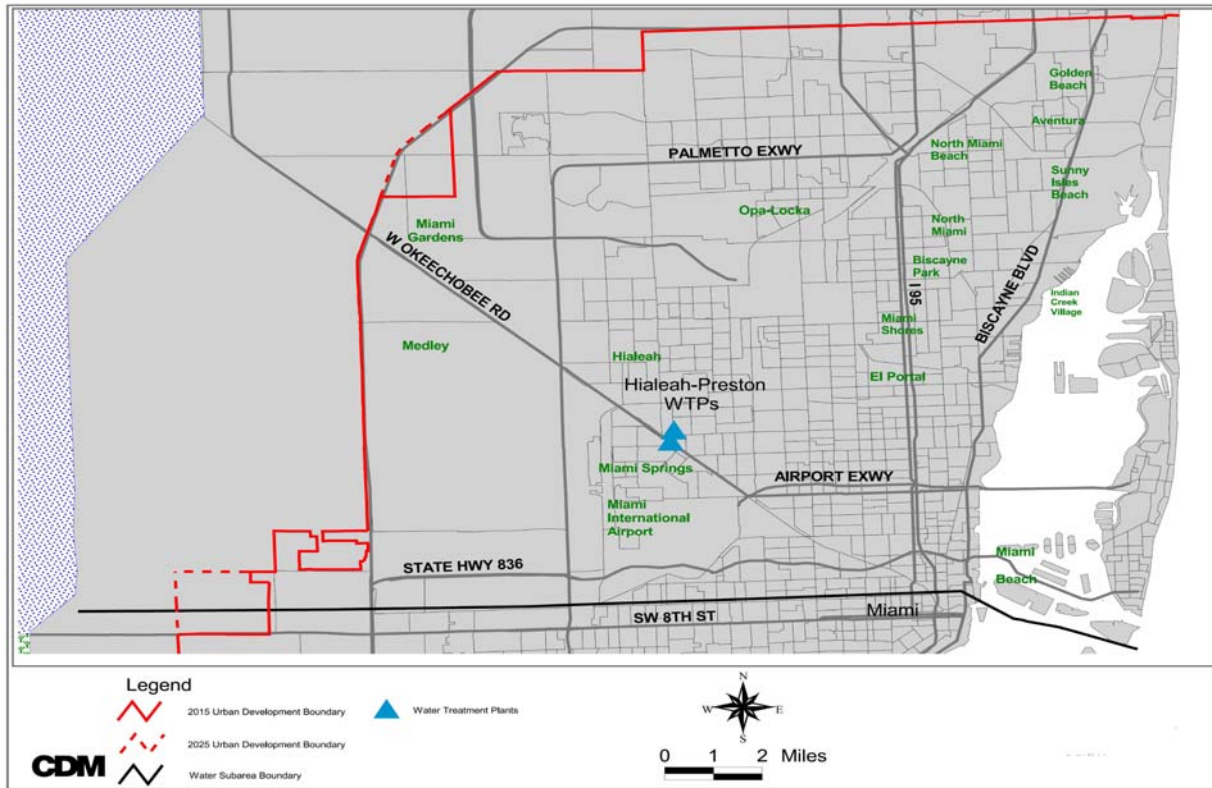 Golden
Beach
Aventura
PALMETTO EXWY
North Miami
Beach
Sunny
Isles
Beach
Opa-Locka
Miami
Gardens
North
Miami
W OKEECHOBEE RD
Biscayne
Park
I 95
BISCAYNE BLVD
Indian
Creek
Village
Miami
Shores
Medley
Hialeah
El Portal
Hialeah-Preston
WTPs
Miami Springs
AIRPORT EXWY
Miami
International
Airport
Miami
Beach
STATE HWY 836
Miami
SW 8TH ST
Legend
2015 Urban Development Boundary
Water Treatment Plants
2025 Urban Development Boundary
Water Subarea Boundary
CDM
N
W
E
S
0 1 2 Miles